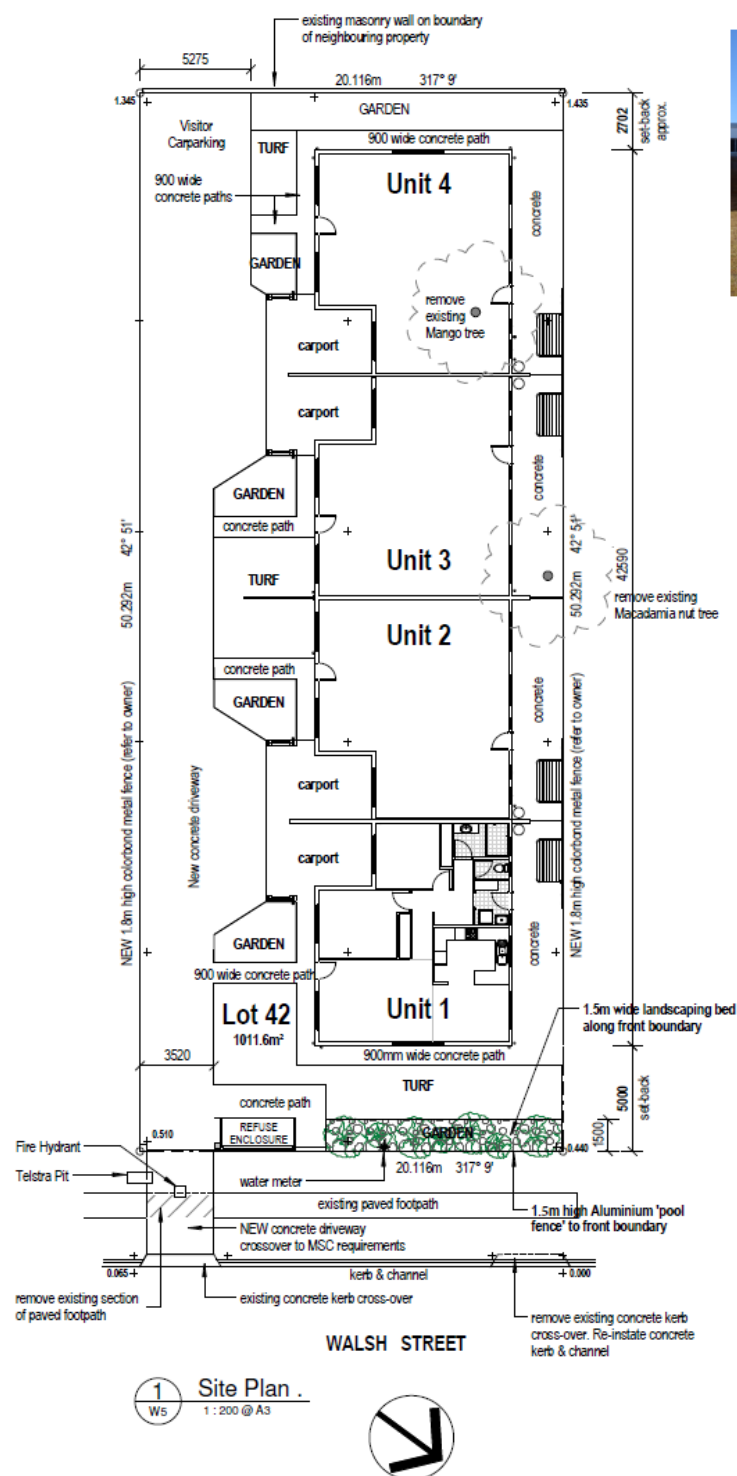 existing masonry wall on boundary
of neighbouring property
5275
20.116m 317° 9'
1.345
1.435
GARDEN
2702
set-back
approx.
Visitor
Carparking
TURF
900 wide concrete path
900 wide
concrete paths
Unit 4
concrete
GARDEN
remove
existing
Mango tree
carport
carport
GARDEN
concrete path
concrete
50.292m 42° 51'
50.292m 42° 51'
42590
TURF
Unit 3
remove existing
Macadamia nut tree
Unit 2
concrete path
GARDEN
concrete
NEW 1.8m high colorbond metal fence (refer to owner)
NEW 1.8m high colorbond metal fence (refer to owner)
New concrete driveway
carport
carport
GARDEN
concrete
900 wide concrete path
Lot 42
1011.6m²
Unit 1
1.5m wide landscaping bed
along front boundary
3520
900mm wide concrete path
TURF
5000
set-back
concrete path
1500
0.510
REFUSE
ENCLOSURE
GARDEN
0.440
Fire Hydrant
Telstra Pit
water meter
20.116m 317° 9'
existing paved footpath
1.5m high Aluminium 'pool
fence' to front boundary
NEW concrete driveway
crossover to MSC requirements
0.065
kerb & channel
0.000
remove existing section
of paved footpath
existing concrete kerb cross-over
remove existing concrete kerb
cross-over. Re-instate concrete
kerb & channel
WALSH STREET
1
W5
Site Plan .
1 : 200 @ A3